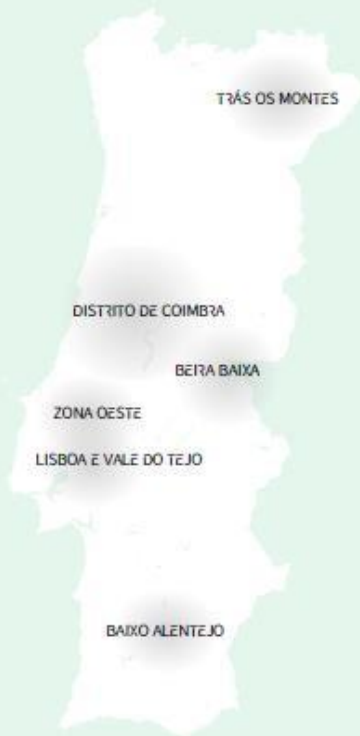 TRÁS OS MONTES
DISTRITO DE COIMBRA
BEIRA BAIXA
ZONA OESTE
LISBOA E VALE DO TEJO
BAIXO ALENTEJO